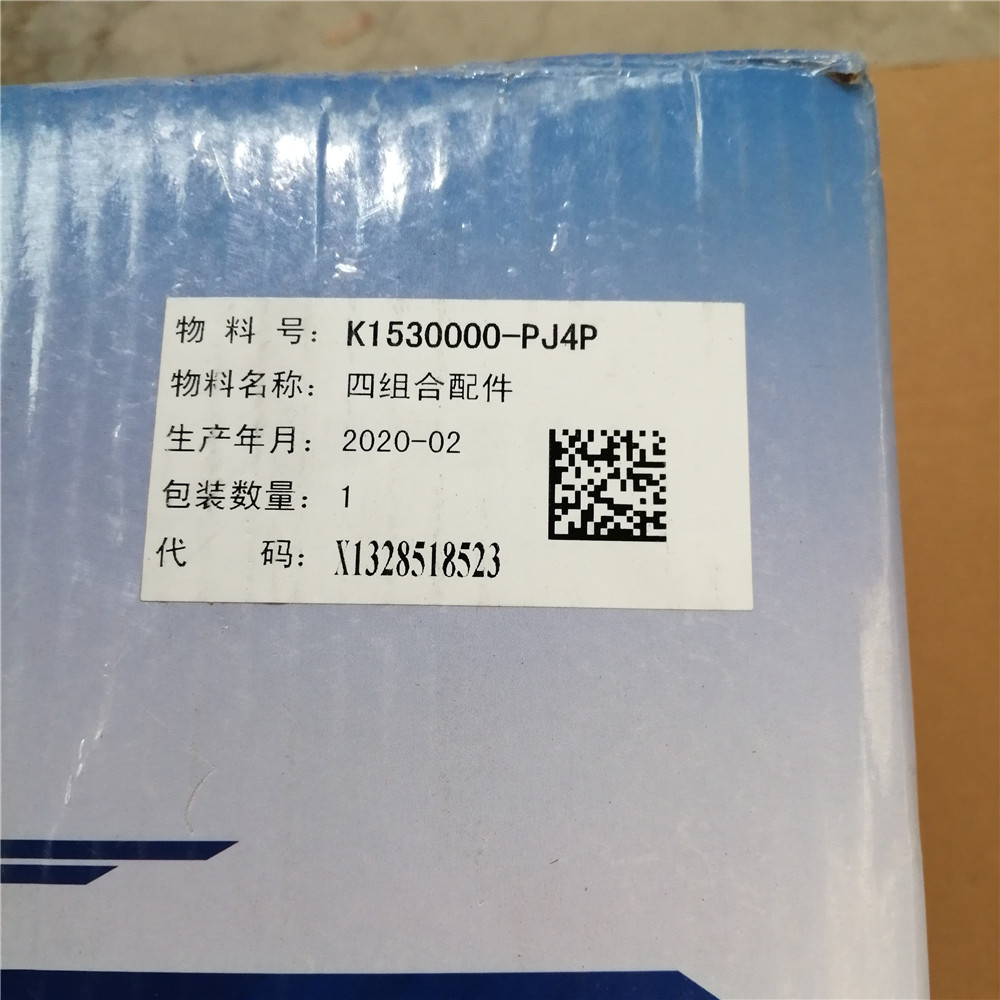 物料号：K1530000-PJ4P
物料名称：四组合配件
生产年月：2020-02
包装数量：1
代码：X1328518523